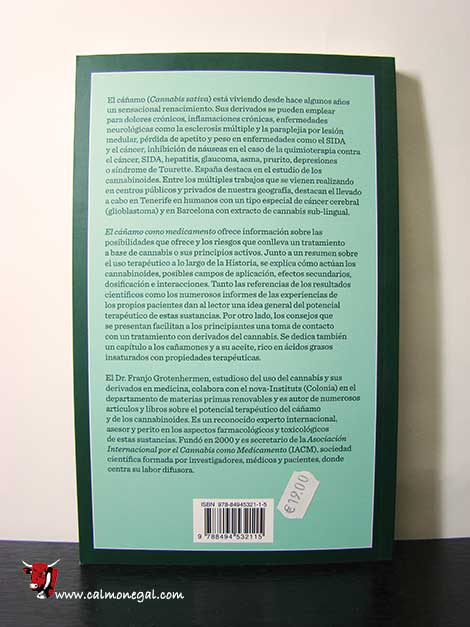 El cáñamo (Cannabis sativa) está viviendo desde hace algunos años
un sensacional renacimiento. Sus derivados se pueden emplear
para dolores crónicos, inflamaciones crónicas, enfermedades
neurológicas como la esclerosis múltiple y la paraplejia por lesión
medular, pérdida de apetito y peso en enfermedades como el SIDA
y el cáncer, inhibición de náuseas en el caso de la quimioterapia contra
el cáncer, SIDA, hepatitis, glaucoma, asma, prurito, depresiones
o síndrome de Tourette. España destaca en el estudio de los
cannabinoides. Entre los múltiples trabajos que se vienen realizando
en centros públicos y privados de nuestra geografía, destacan el llevado
a cabo en Tenerife en humanos con un tipo especial de cáncer cerebral
(glioblastoma) y en Barcelona con extracto de cannabis sub-lingual.
El cáñamo como medicamento ofrece información sobre las
posibilidades que ofrece y los riesgos que conlleva un tratamiento
a base de cannabis o sus principios activos. Junto a un resumen sobre
el uso terapéutico a lo largo de la Historia, se explica cómo actúan los
cannabinoides, posibles campos de aplicación, efectos secundarios,
dosificación e interacciones. Tanto las referencias de los resultados
científicos como los numerosos informes de las experiencias de
los propios pacientes dan al lector una idea general del potencial
terapéutico de estas sustancias. Por otro lado, los consejos que
se presentan facilitan a los principiantes una toma de contacto
con un tratamiento con derivados del cannabis. Se dedica también
un capítulo a los cañamones y a su aceite, rico en ácidos grasos
insaturados con propiedades terapéuticas.
El Dr. Franjo Grotenhermen, estudioso del uso del cannabis y sus
derivados en medicina, colabora con el nova-Instituts (Colonia) en el
departamento de materias primas renovables y es autor de numerosos
artículos y libros sobre el potencial terapéutico del cáñamo
y de los cannabinoides. Es un reconocido experto internacional,
asesor y perito en los aspectos farmacológicos y toxicológicos
de estas sustancias. Fundó en 2000 y es secretario de la Asociación
Internacional por el Cannabis como Medicamento (IACM), sociedad
científica formada por investigadores, médicos y pacientes, donde
centra su labor difusora.
ISBN 978-84945321-1-5
9 788494 532115
€19.00
www.calmonegal.com